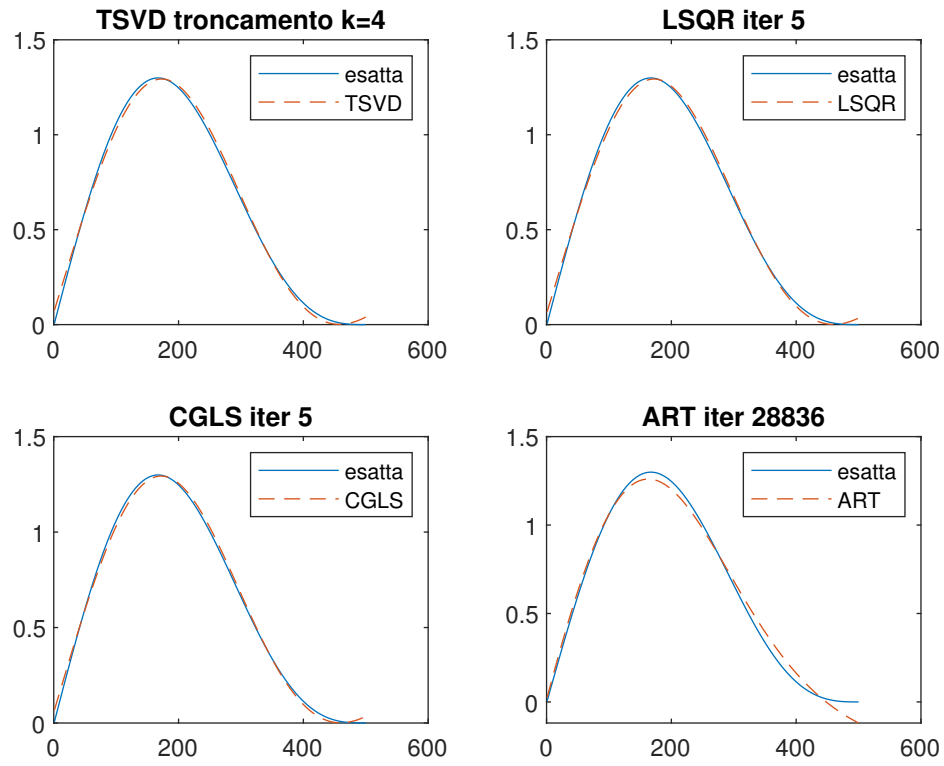 TSVD troncamento k=4
1.5
1
0.5
0
0 200 400 600
esatta
TSVD
LSQR iter 5
1.5
1
0.5
0
0 200 400 600
esatta
LSQR
CGLS iter 5
1.5
1
0.5
0
0 200 400 600
esatta
CGLS
ART iter 28836
1.5
1
0.5
0
0 200 400 600
esatta
ART